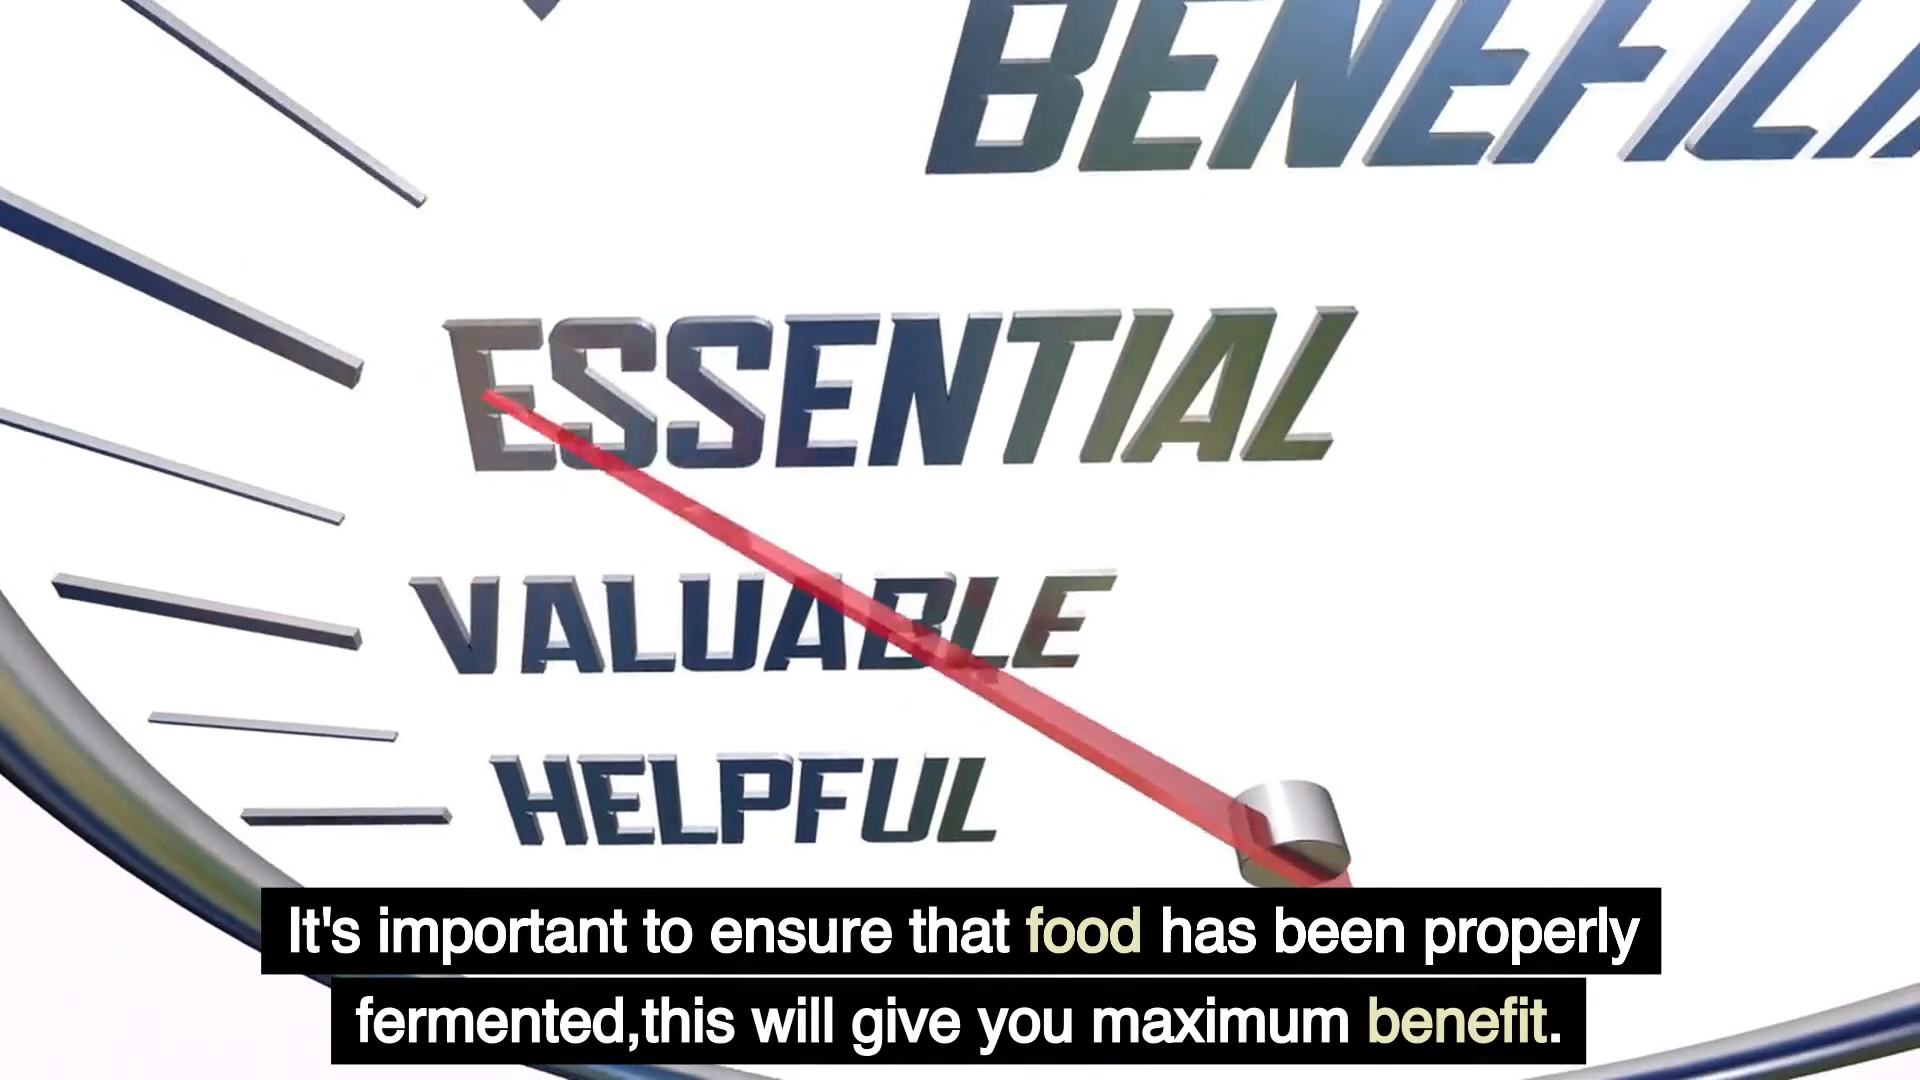 ESSENTIAL
VALUABLE
HELPFUL
It's important to ensure that food has been properly
fermented,this will give you maximum benefit.